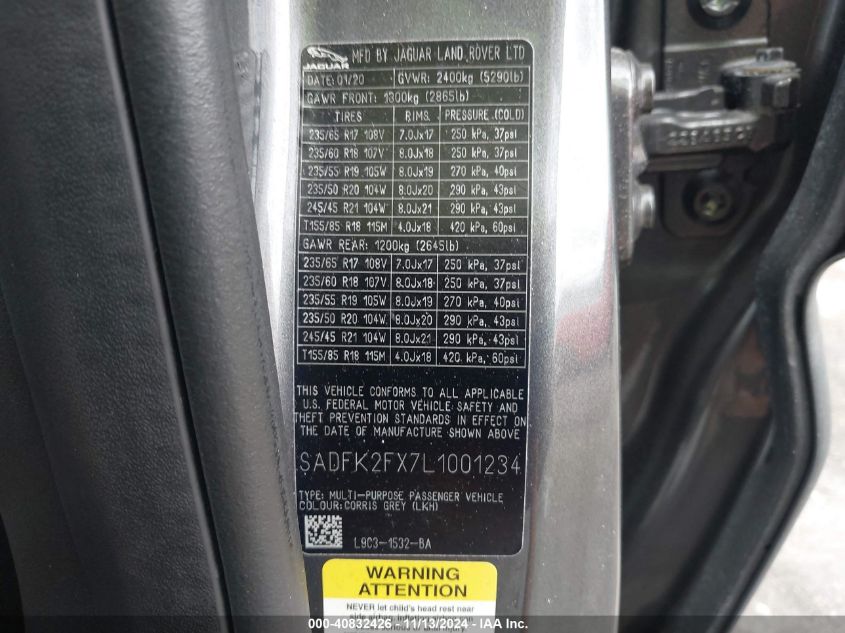 JAGUAR
MFD BY JAGUAR LAND ROVER LTD
DATE: 01/20 GVWR: 2400kg (5290lb)
GAWR FRONT: 1300kg (2865lb)
TIRES RIMS PRESSURE (COLD)
235/65 R17 108V 7.0Jx17 250 kPa, 37psi
235/60 R18 107V 8.0Jx18 250 kPa, 37psi
235/55 R19 105W 8.0Jx19 270 kPa, 40psi
235/50 R20 104W 8.0Jx20 290 kPa, 43psi
245/45 R21 104W 8.0Jx21 290 kPa, 43psi
T155/85 R18 115M 4.0Jx18 420 kPa, 60psi
GAWR REAR: 1200kg (2645lb)
235/65 R17 108V 7.0Jx17 250 kPa, 37psi
235/60 R18 107V 8.0Jx18 250 kPa, 37psi
235/55 R19 105W 8.0Jx19 270 kPa, 40psi
235/50 R20 104W 8.0Jx20 290 kPa, 43psi
245/45 R21 104W 8.0Jx21 290 kPa, 43psi
T155/85 R18 115M 4.0Jx18 420 kPa, 60psi
THIS VEHICLE CONFORMS TO ALL APPLICABLE
U.S. FEDERAL MOTOR VEHICLE SAFETY AND
THEFT PREVENTION STANDARDS IN EFFECT ON
THE DATE OF MANUFACTURE SHOWN ABOVE
SADFK2FX7L1001234
TYPE: MULTI-PURPOSE PASSENGER VEHICLE
COLOUR: CORRIS GREY (LKH)
L8C3-1532-BA
WARNING
ATTENTION
NEVER let child's head rest near
IAA-40832426 - 11/13/2024 - IAAI.COM